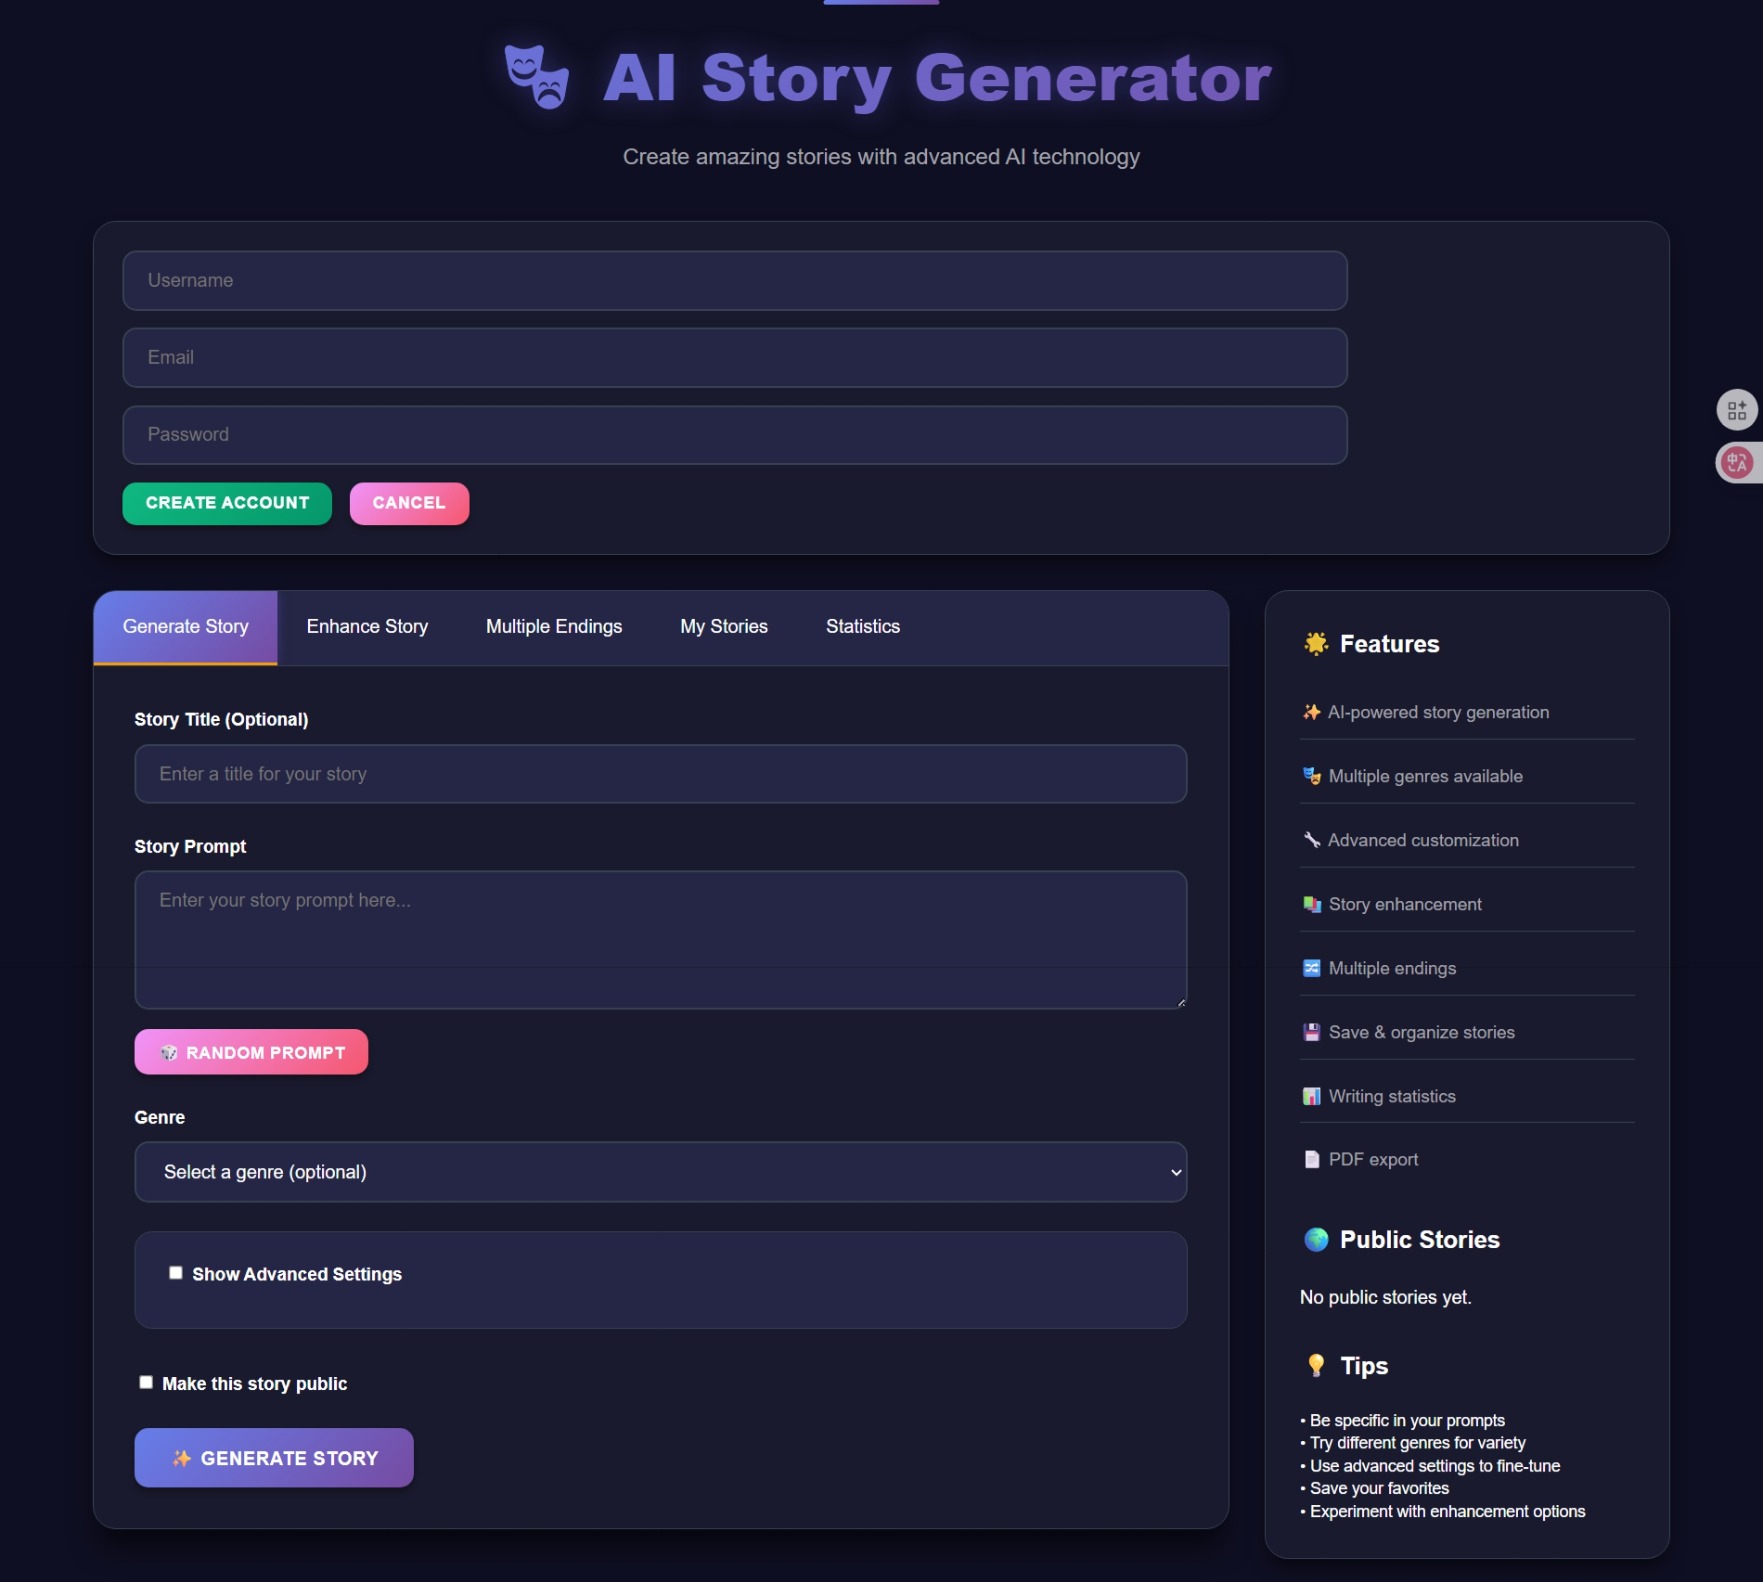 AI Story Generator
Create amazing stories with advanced AI technology
Username
Email
Password
CREATE ACCOUNT
CANCEL
Generate Story
Enhance Story
Multiple Endings
My Stories
Statistics
Story Title (Optional)
Enter a title for your story
Story Prompt
Enter your story prompt here...
RANDOM PROMPT
Genre
Select a genre (optional)
Show Advanced Settings
Make this story public
GENERATE STORY
Features
AI-powered story generation
Multiple genres available
Advanced customization
Story enhancement
Multiple endings
Save & organize stories
Writing statistics
PDF export
Public Stories
No public stories yet.
Tips
• Be specific in your prompts
• Try different genres for variety
• Use advanced settings to fine-tune
• Save your favorites
• Experiment with enhancement options
中A